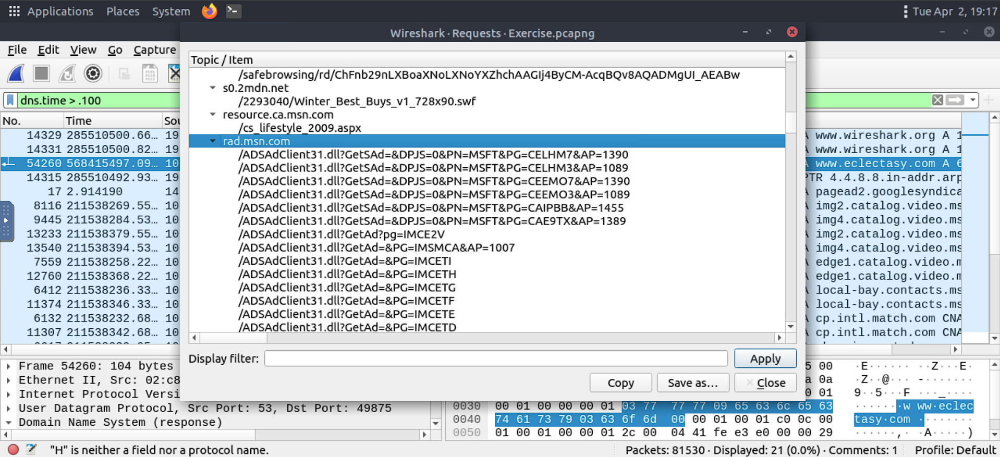 Applications Places System Tue Apr 2, 19:17
Wireshark · Requests · Exercise.pcapng
File Edit View Go Capture
Topic / Item
/safebrowsing/rd/ChFnb29nLXBoaXNoLXNoYXZhchAAGIj4ByCM-AcqBQv8AQADMgUI_AEABw
s0.2mdn.net
/2293040/Winter_Best_Buys_v1_728x90.swf
resource.ca.msn.com
/cs_lifestyle_2009.aspx
rad.msn.com
/ADSAdClient31.dll?GetSAd=&DPJS=0&PN=MSFT&PG=CELHM7&AP=1390
/ADSAdClient31.dll?GetSAd=&DPJS=0&PN=MSFT&PG=CELHM3&AP=1089
/ADSAdClient31.dll?GetSAd=&DPJS=0&PN=MSFT&PG=CEEMO7&AP=1390
/ADSAdClient31.dll?GetSAd=&DPJS=0&PN=MSFT&PG=CEEMO3&AP=1089
/ADSAdClient31.dll?GetSAd=&DPJS=0&PN=MSFT&PG=CAIPBB&AP=1455
/ADSAdClient31.dll?GetSAd=&DPJS=0&PN=MSFT&PG=CAE9TX&AP=1389
/ADSAdClient31.dll?GetAd?pg=IMCE2V
/ADSAdClient31.dll?GetAd=&PG=IMSMCA&AP=1007
/ADSAdClient31.dll?GetAd=&PG=IMCETI
/ADSAdClient31.dll?GetAd=&PG=IMCETH
/ADSAdClient31.dll?GetAd=&PG=IMCETG
/ADSAdClient31.dll?GetAd=&PG=IMCETF
/ADSAdClient31.dll?GetAd=&PG=IMCETE
/ADSAdClient31.dll?GetAd=&PG=IMCETD
Display filter: Apply
Copy Save as... Close
dns.time > .100
No. Time Sou
14329 285510500.66... 19 A www.wireshark.org A 1
14331 285510500.82... 19 A www.wireshark.org A 1
54260 568415497.09... 10 A www.eclectasy.com A 6
14315 285510492.93... 19 PTR 4.4.8.8.in-addr.arp
17 2.914190 14 A pagead2.googlesyndica
8116 211538269.55... 10 A img2.catalog.video.ms
9445 211538284.53... 10 A img4.catalog.video.ms
13233 211538379.55... 10 A img2.catalog.video.ms
13540 211538394.53... 10 A img4.catalog.video.ms
7559 211538258.22... 10 A edge1.catalog.video.m
12760 211538368.22... 10 A edge1.catalog.video.m
6412 211538236.33... 10 A local-bay.contacts.ms
11374 211538346.33... 10 A local-bay.contacts.ms
6132 211538232.68... 10 A cp.intl.match.com CNA
11307 211538342.68... 10 A cp.intl.match.com CNA
Frame 54260: 104 bytes
Ethernet II, Src: 02:c8
Internet Protocol Versi
User Datagram Protocol, Src Port: 53, Dst Port: 49875
Domain Name System (response)
5 00 ·E······ ··Z···E·
a 0a ·Z··@··· ·-·······
0 01 9··5···F ···_····
0030 00 01 00 00 00 01 03 77 77 77 09 65 63 6c 65 63 ·······w ww·eclec
0040 74 61 73 79 03 63 6f 6d 00 00 01 00 01 c0 0c 00 tasy·com ········
0050 01 00 01 00 00 01 2c 00 04 41 fe e3 e0 00 00 29 ······,· ·A·····)
"H" is neither a field nor a protocol name. Packets: 81530 · Displayed: 21 (0.0%) · Comments: 1 Profile: Default